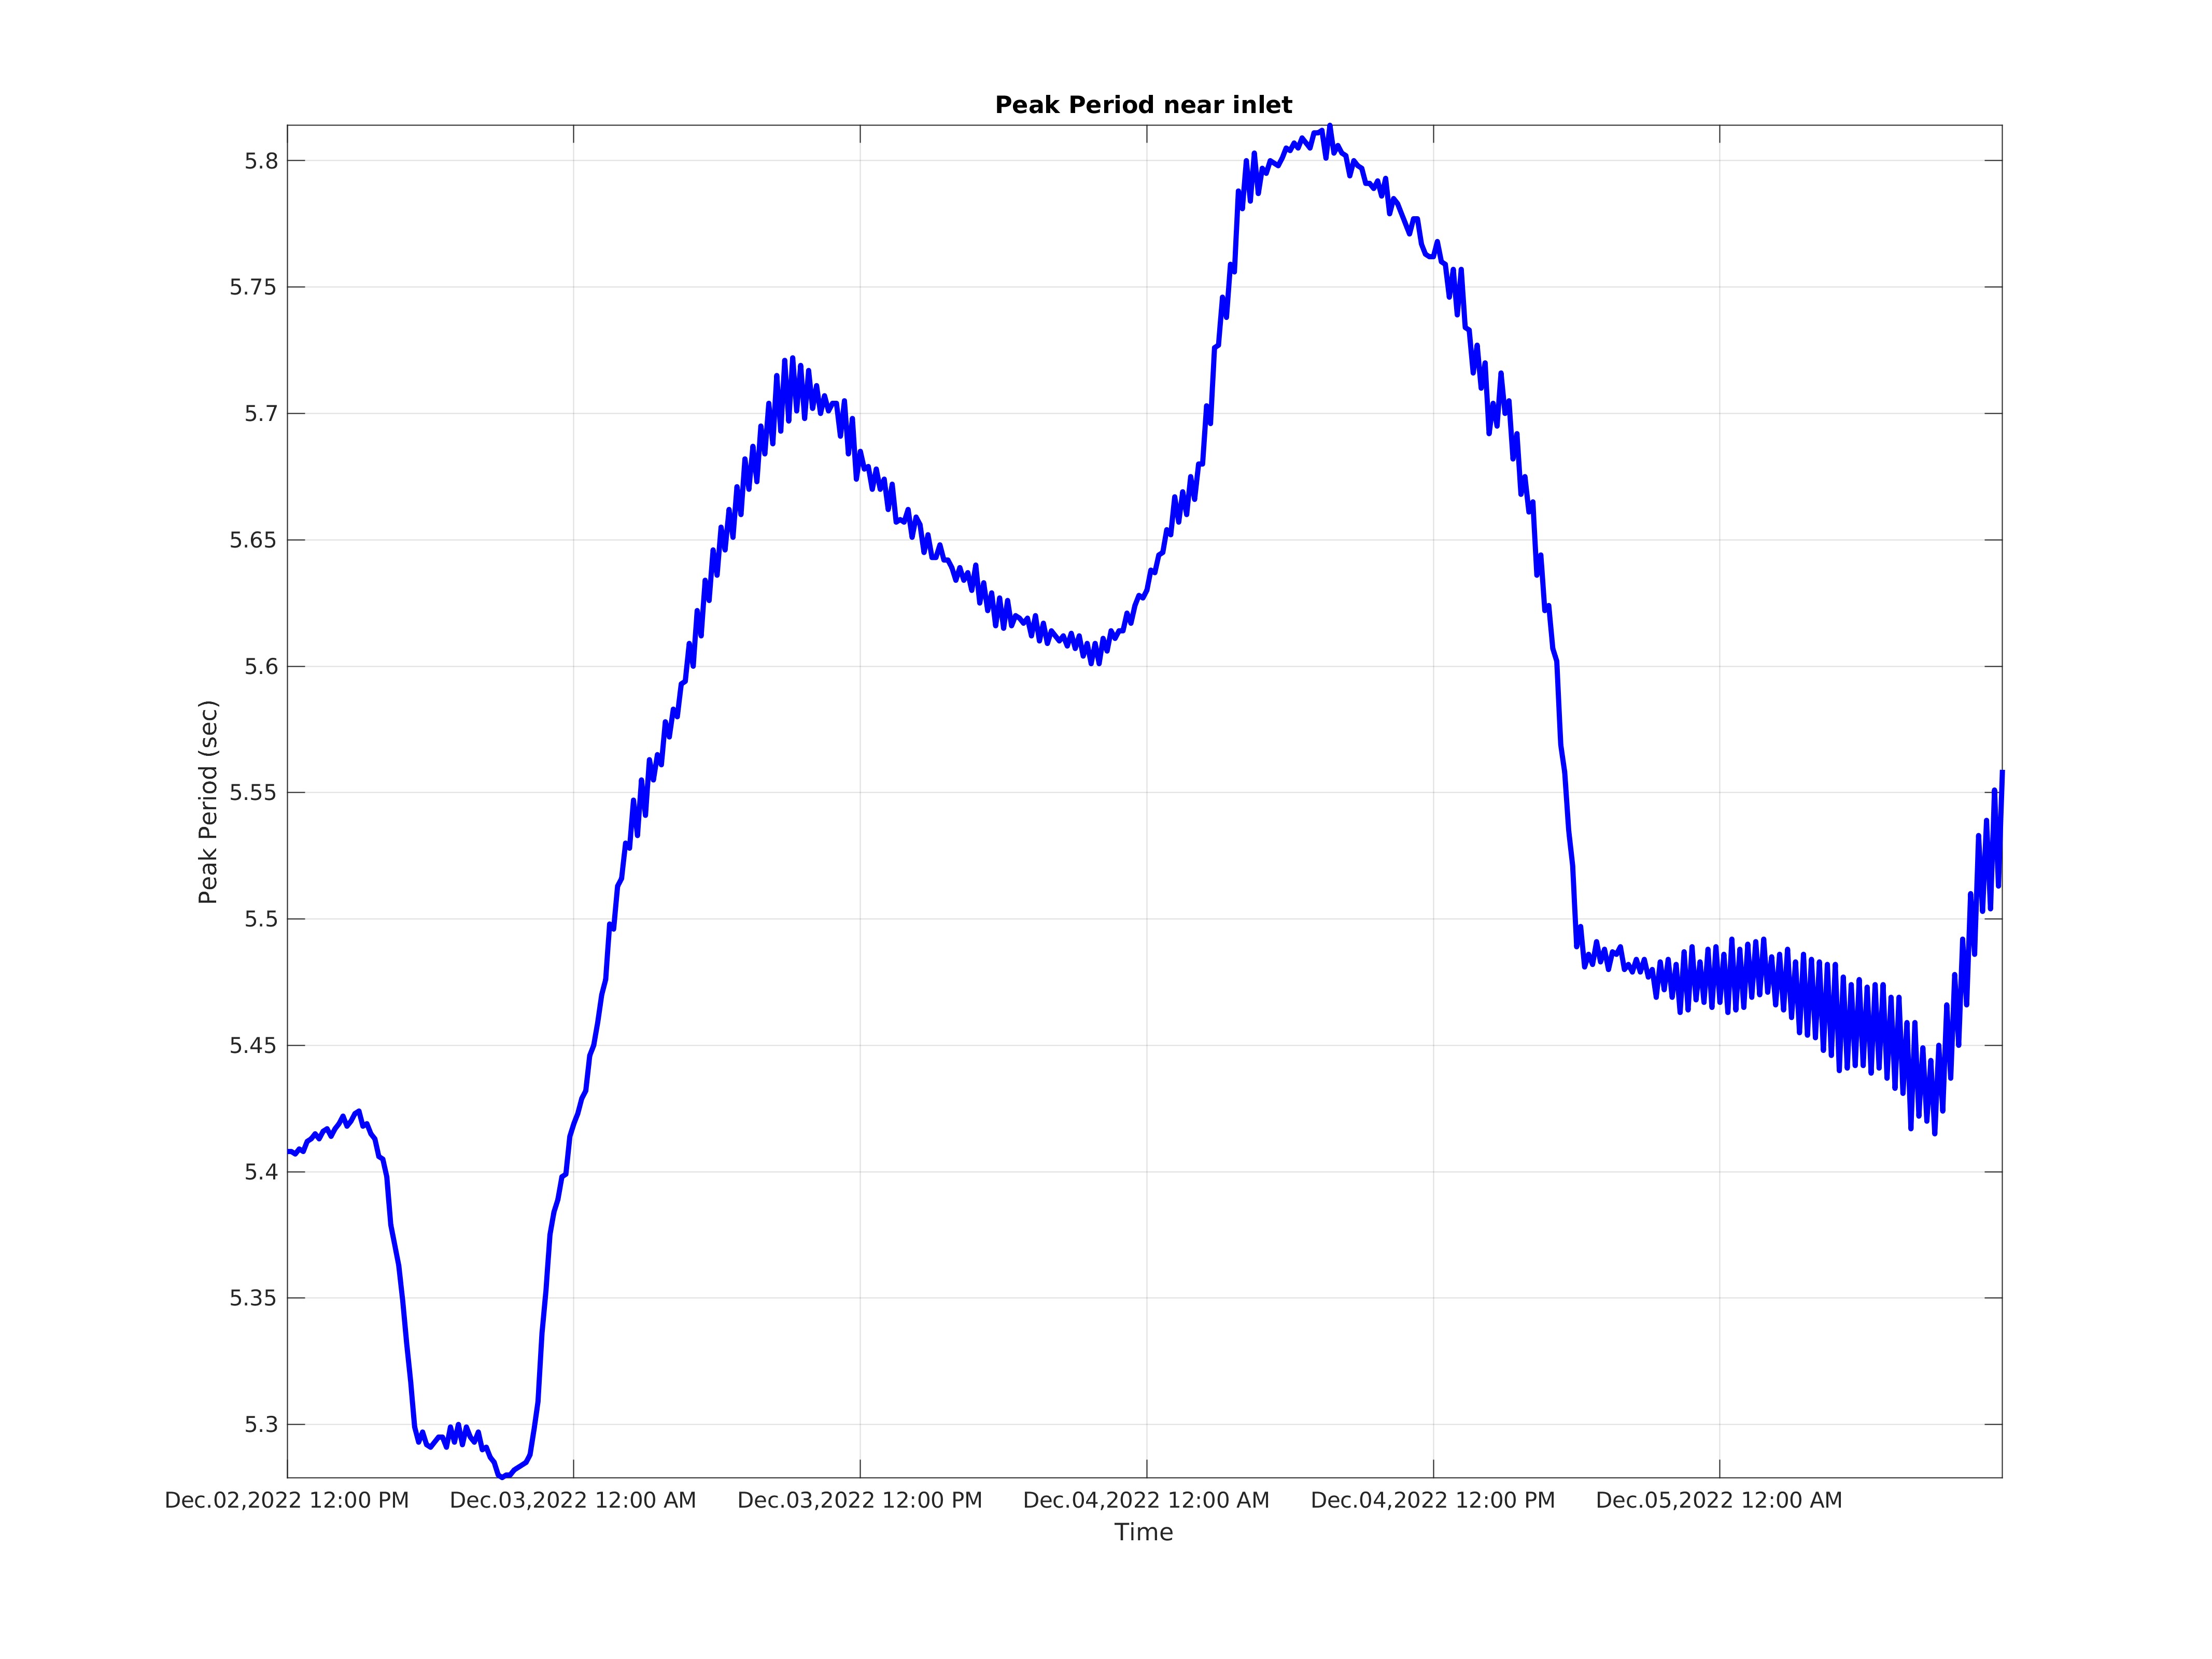 Peak Period near inlet
5.8
5.75
5.7
5.65
5.6
5.55
5.5
5.45
5.4
5.35
5.3
Peak Period (sec)
Dec.02,2022 12:00 PM Dec.03,2022 12:00 AM Dec.03,2022 12:00 PM Dec.04,2022 12:00 AM Dec.04,2022 12:00 PM Dec.05,2022 12:00 AM
Time